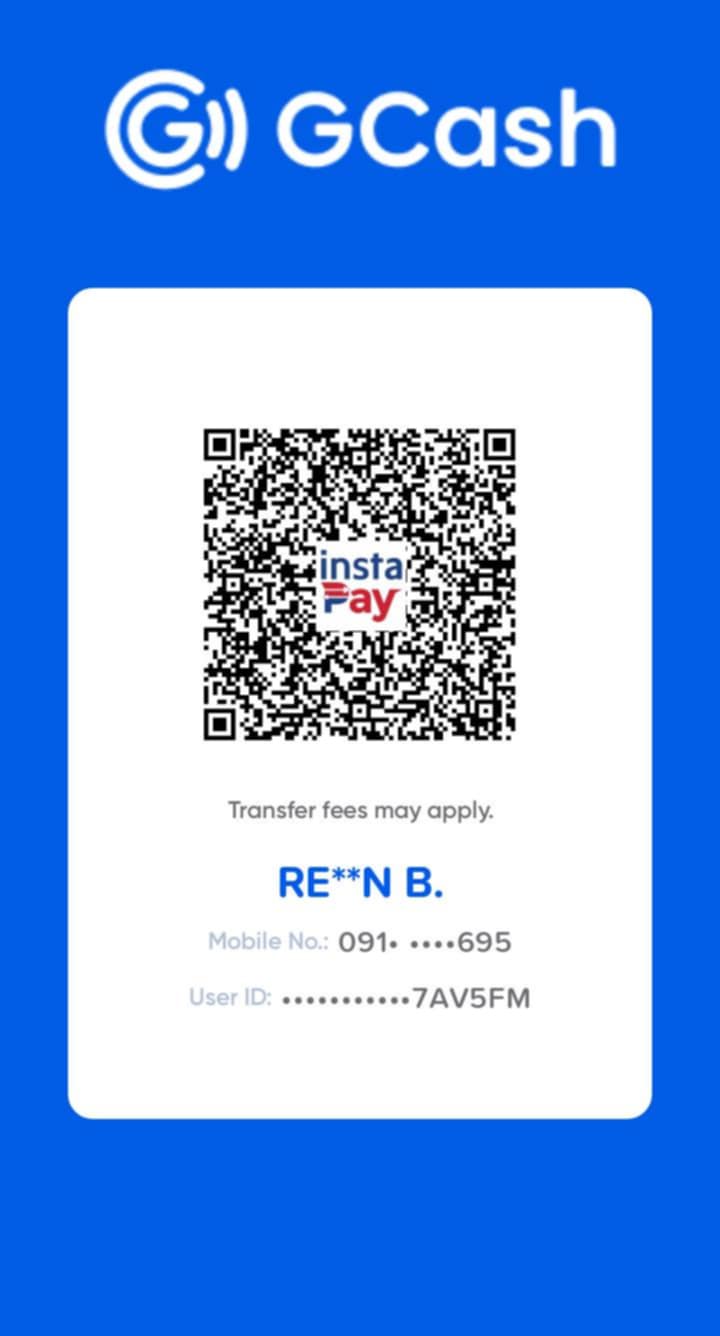 GCash
insta
Pay
Transfer fees may apply.
RE**N B.
Mobile No.: 091• ••••695
User ID: •••••••••••7AV5FM